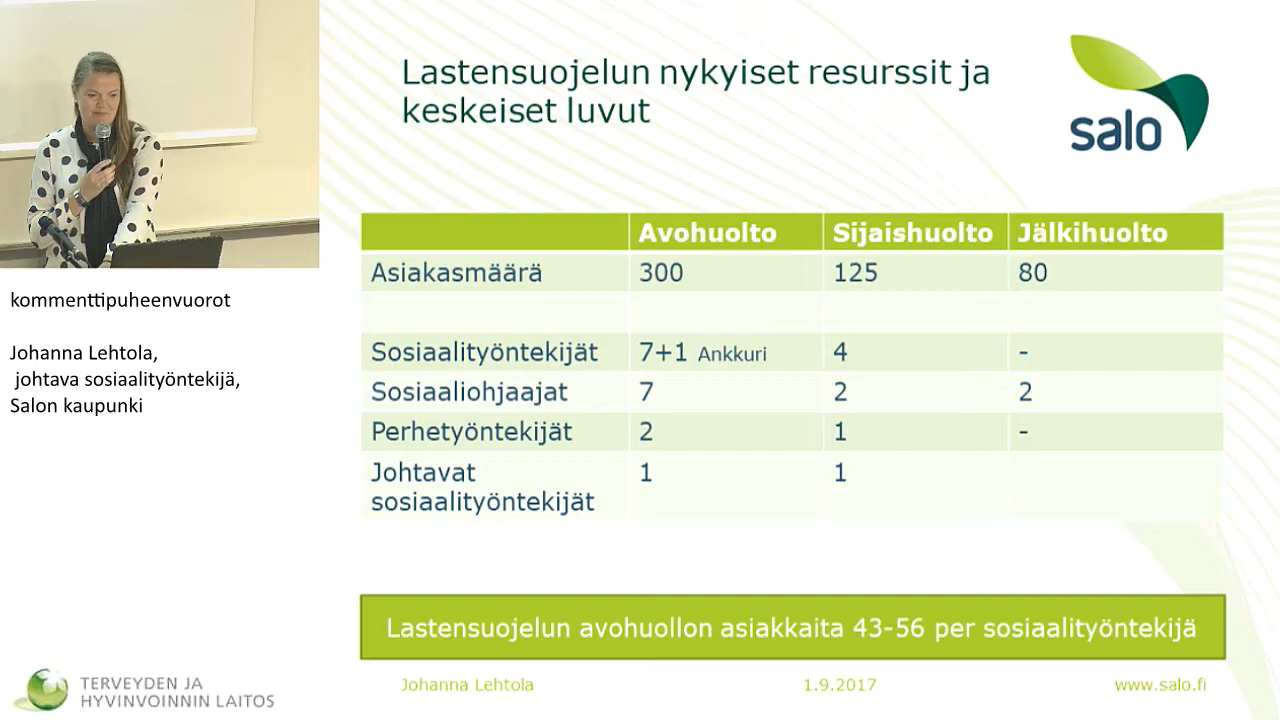 Lastensuojelun nykyiset resurssit ja
keskeiset luvut
salo
Avohuolto Sijaishuolto Jälkihuolto
Asiakasmäärä 300 125 80
Sosiaalityöntekijät 7+1 Ankkuri 4 -
Sosiaaliohjaajat 7 2 2
Perhetyöntekijät 2 1 -
Johtavat 1 1
sosiaalityöntekijät
Lastensuojelun avohuollon asiakkaita 43-56 per sosiaalityöntekijä
Johanna Lehtola 1.9.2017 www.salo.fi
kommenttipuheenvuorot
Johanna Lehtola,
johtava sosiaalityöntekijä,
Salon kaupunki
TERVEYDEN JA
HYVINVOINNIN LAITOS